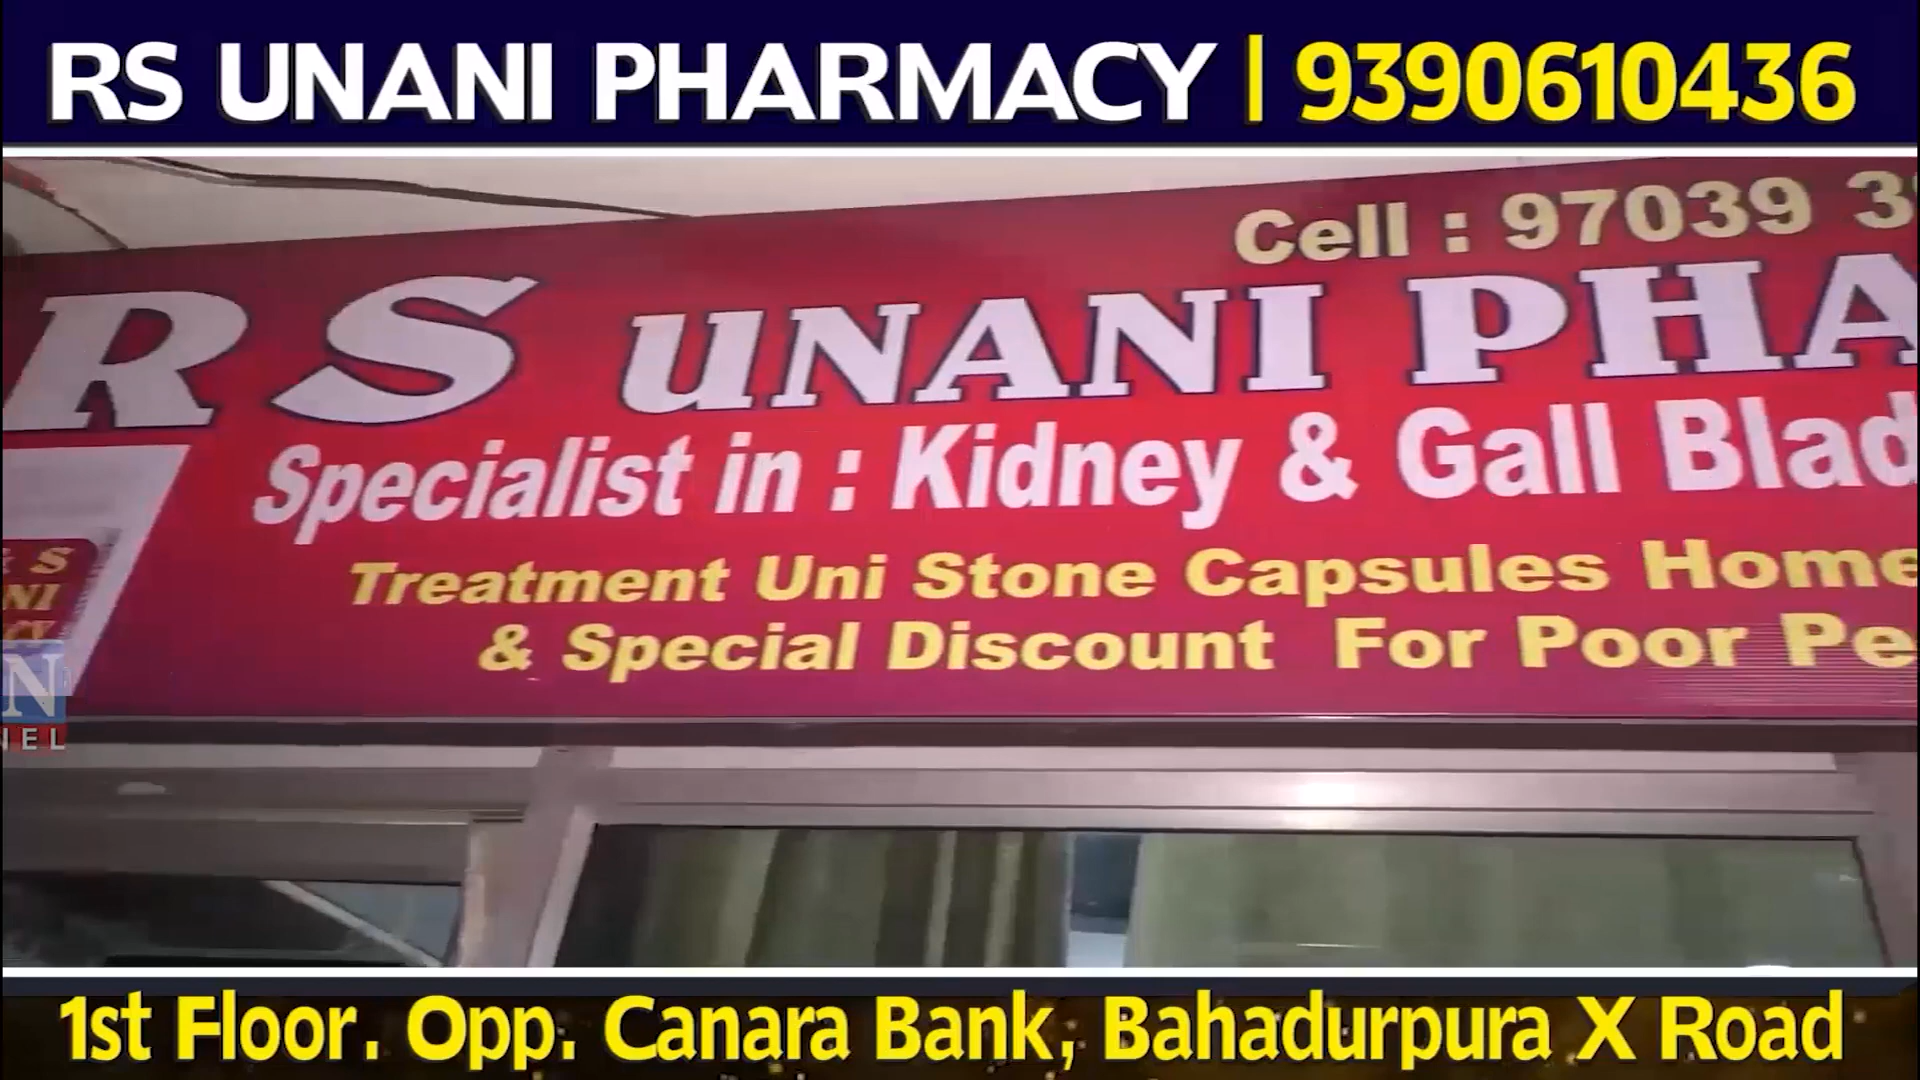 RS UNANI PHARMACY | 9390610436
Cell : 97039
R S UNANI
Specialist in : Kidney & Gall
Treatment Uni Stone Capsules
& Special Discount For Poor
1st Floor. Opp. Canara Bank, Bahadurpura X Road